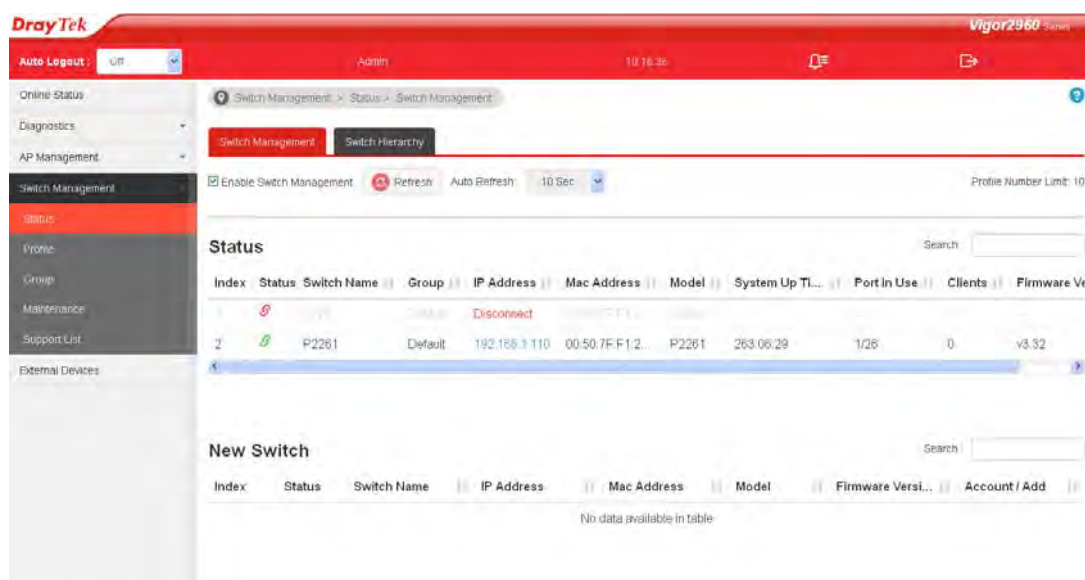 DrayTek
Vigor2960 Series
Auto Logout : Off
Admin
Online Status
Diagnostics
AP Management
Switch Management
Status
Profile
Group
Maintenance
Support List
External Devices
Switch Management > Status > Switch Management
Switch Management Switch Hierarchy
Enable Switch Management Refresh Auto Refresh: 10 Sec Profile Number Limit: 10
Status
Search
Index Status Switch Name Group IP Address Mac Address Model System Up Ti... Port In Use Clients Firmware Ve
Disconnect
2 P2261 Default 192.168.1.110 00:50:7F:F1:2... P2261 263:06:29 1/26 0 v3.32
New Switch
Search
Index Status Switch Name IP Address Mac Address Model Firmware Versi... Account / Add
No data available in table